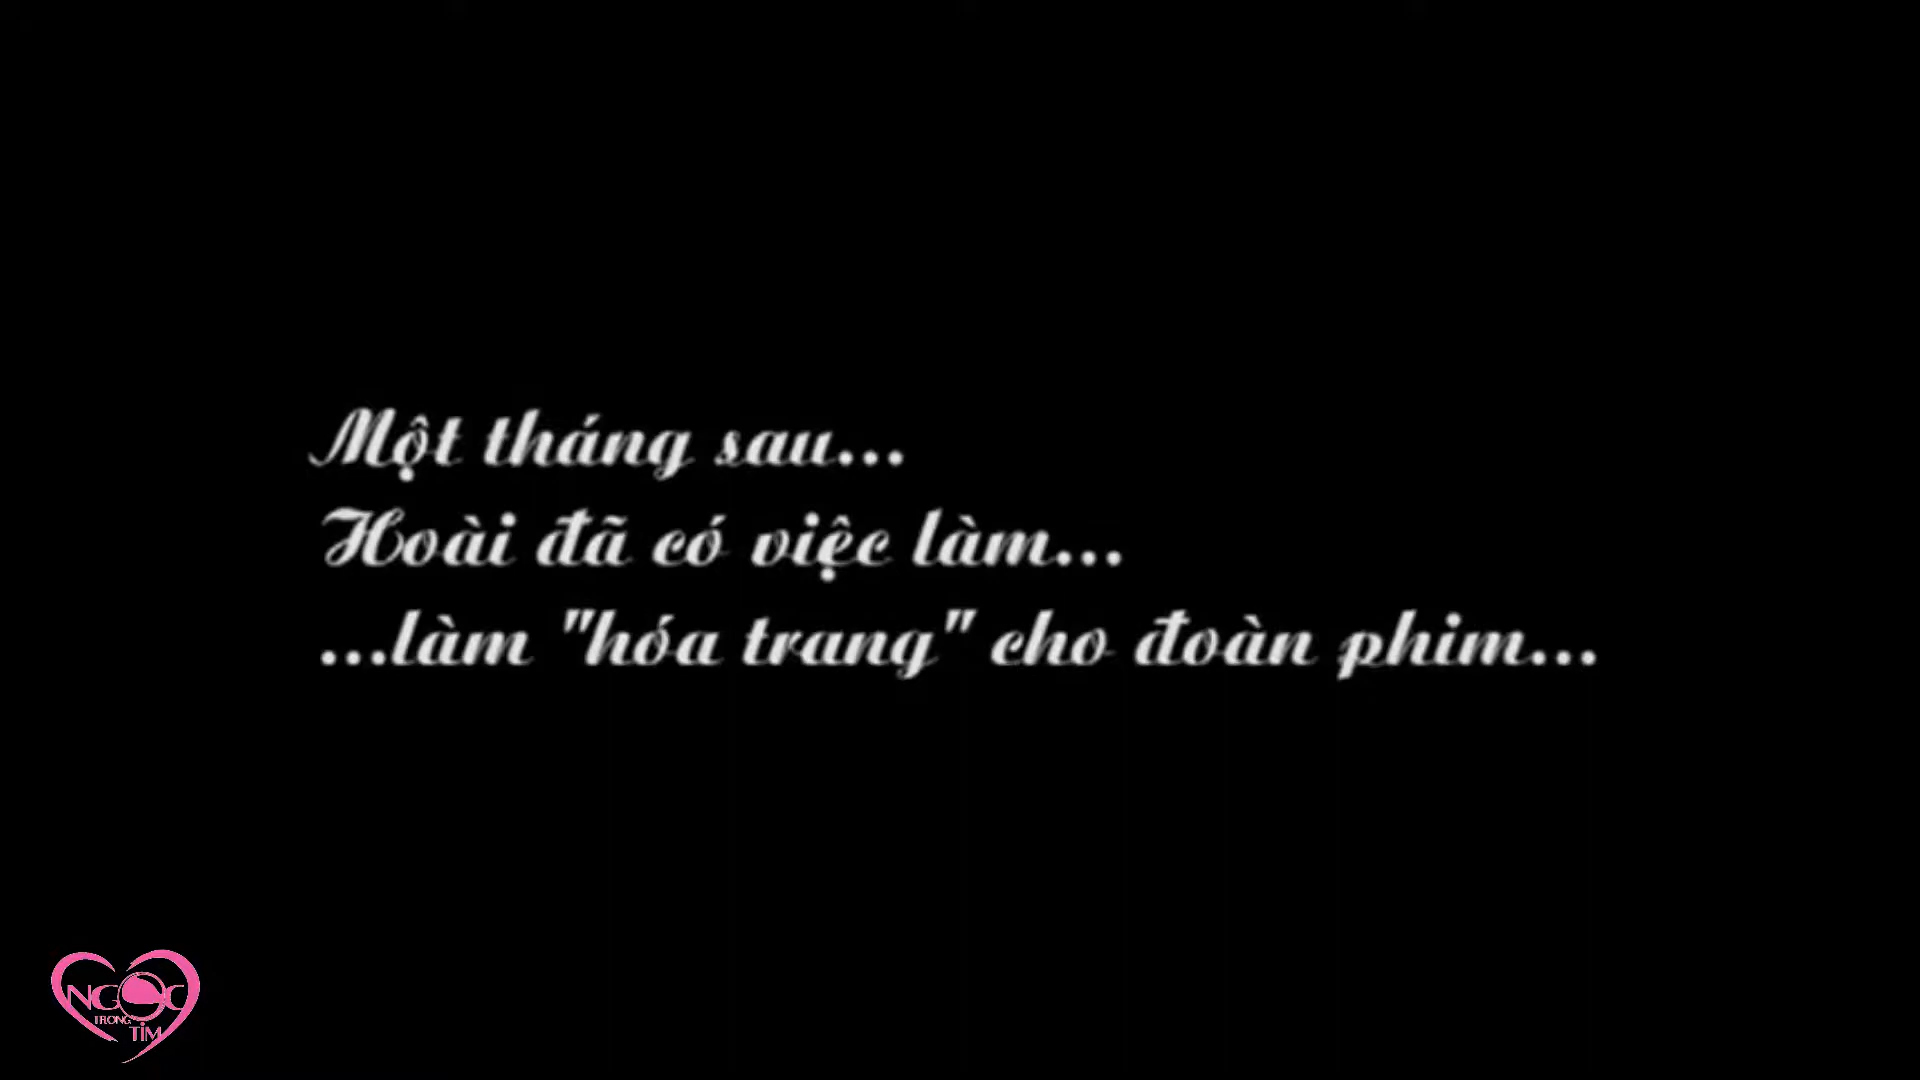 Một tháng sau...
Hoài đã có việc làm...
...làm "hóa trang" cho đoàn phim...
NGỌC
TRONG
TIM